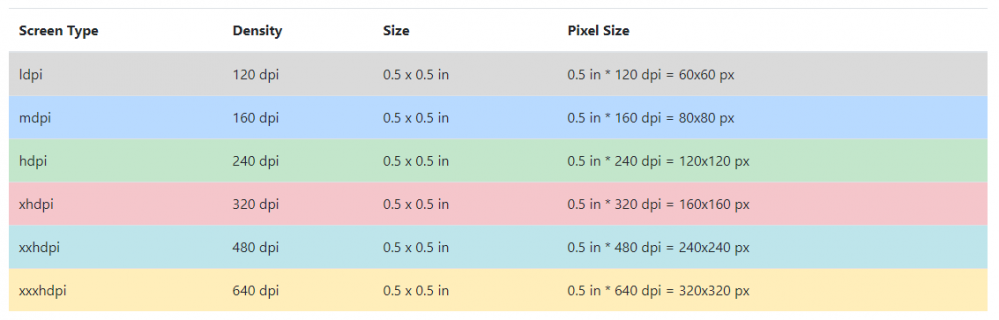 Screen Type Density Size Pixel Size
ldpi 120 dpi 0.5 x 0.5 in 0.5 in * 120 dpi = 60x60 px
mdpi 160 dpi 0.5 x 0.5 in 0.5 in * 160 dpi = 80x80 px
hdpi 240 dpi 0.5 x 0.5 in 0.5 in * 240 dpi = 120x120 px
xhdpi 320 dpi 0.5 x 0.5 in 0.5 in * 320 dpi = 160x160 px
xxhdpi 480 dpi 0.5 x 0.5 in 0.5 in * 480 dpi = 240x240 px
xxxhdpi 640 dpi 0.5 x 0.5 in 0.5 in * 640 dpi = 320x320 px